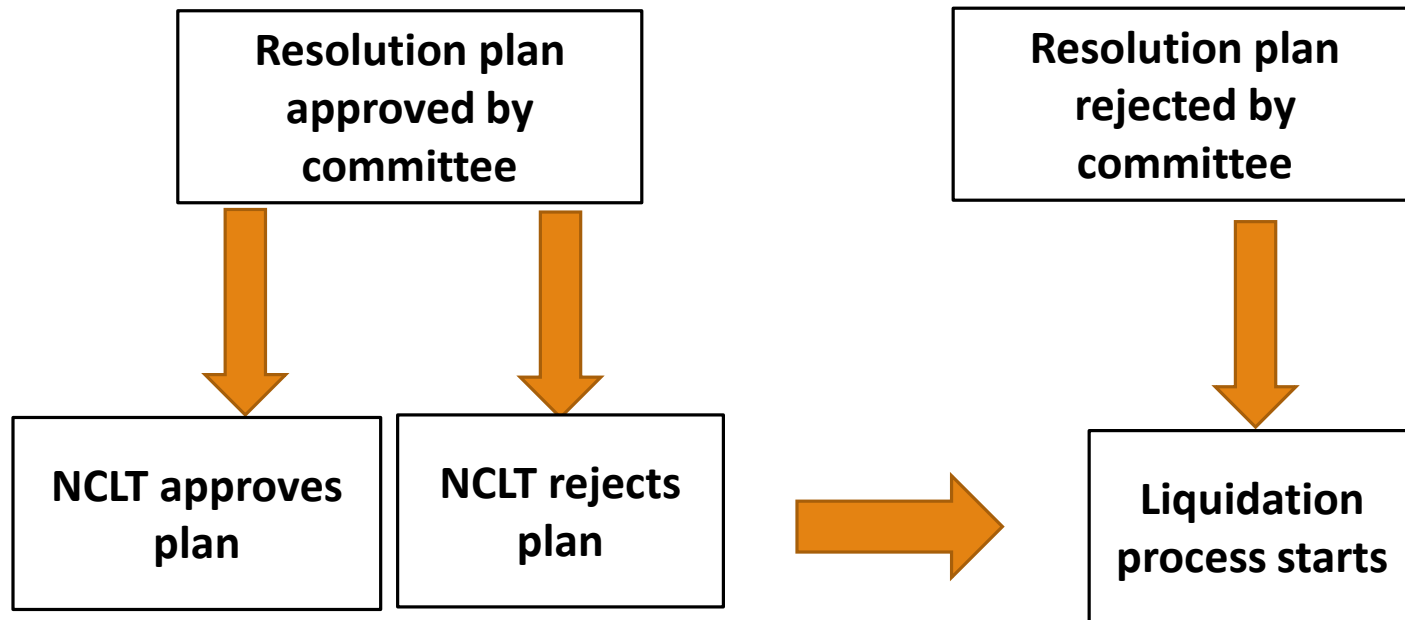 Resolution plan
approved by
committee
Resolution plan
rejected by
committee
NCLT approves
plan
NCLT rejects
plan
Liquidation
process starts